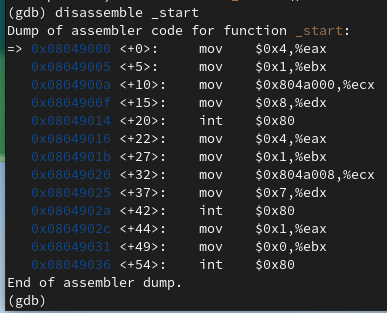 (gdb) disassemble _start
Dump of assembler code for function _start:
=> 0x08049000 <+0>:     mov    $0x4,%eax
   0x08049005 <+5>:     mov    $0x1,%ebx
   0x0804900a <+10>:    mov    $0x804a000,%ecx
   0x0804900f <+15>:    mov    $0x8,%edx
   0x08049014 <+20>:    int    $0x80
   0x08049016 <+22>:    mov    $0x4,%eax
   0x0804901b <+27>:    mov    $0x1,%ebx
   0x08049020 <+32>:    mov    $0x804a008,%ecx
   0x08049025 <+37>:    mov    $0x7,%edx
   0x0804902a <+42>:    int    $0x80
   0x0804902c <+44>:    mov    $0x1,%eax
   0x08049031 <+49>:    mov    $0x0,%ebx
   0x08049036 <+54>:    int    $0x80
End of assembler dump.
(gdb)